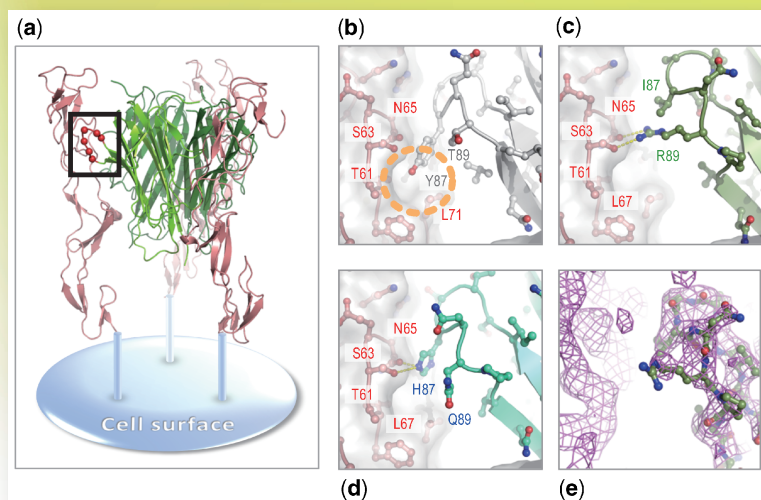 (a)
Cell surface
(b)
N65
S63
T61
T89
Y87
L71
(c)
I87
N65
S63
R89
T61
L67
N65
S63
H87
T61
L67
Q89
(d)
(e)